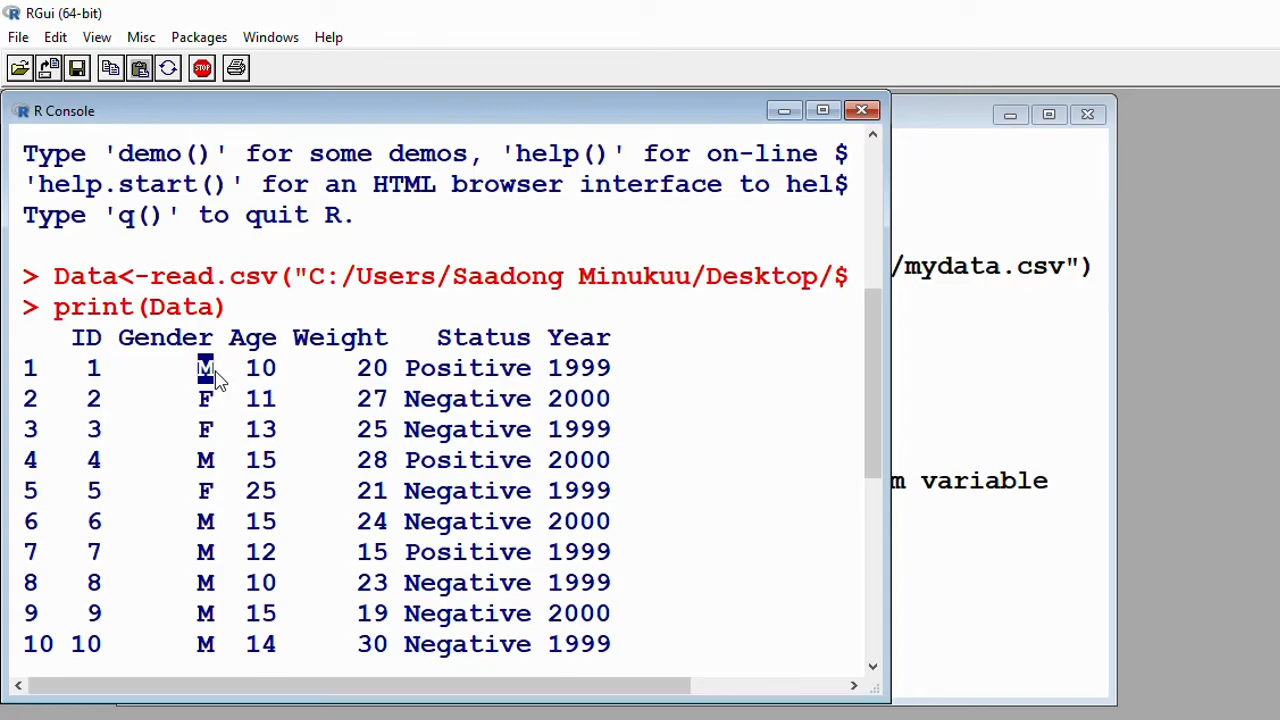 RGui (64-bit)
File Edit View Misc Packages Windows Help
STOP
R Console
Type 'demo()' for some demos, 'help()' for on-line $
'help.start()' for an HTML browser interface to hel$
Type 'q()' to quit R.
> Data<-read.csv("C:/Users/Saadong Minukuu/Desktop/$
> print(Data)
ID Gender Age Weight Status Year
1 1 M 10 20 Positive 1999
2 2 F 11 27 Negative 2000
3 3 F 13 25 Negative 1999
4 4 M 15 28 Positive 2000
5 5 F 25 21 Negative 1999
6 6 M 15 24 Negative 2000
7 7 M 12 15 Positive 1999
8 8 M 10 23 Negative 1999
9 9 M 15 19 Negative 2000
10 10 M 14 30 Negative 1999
/mydata.csv")
m variable